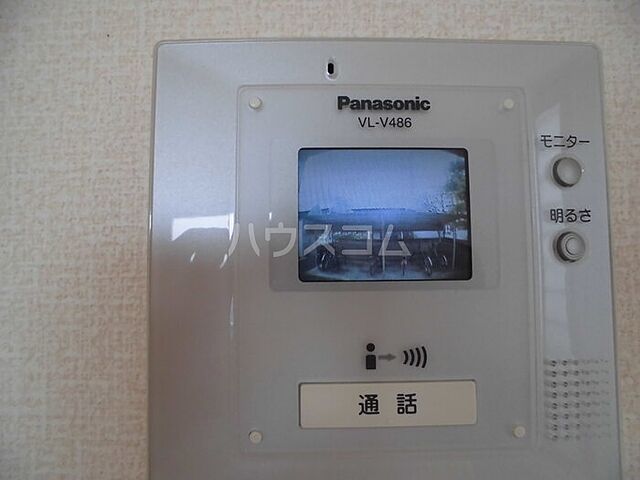 Panasonic
VL-V486
モニター
明るさ
ハウスコム
通話